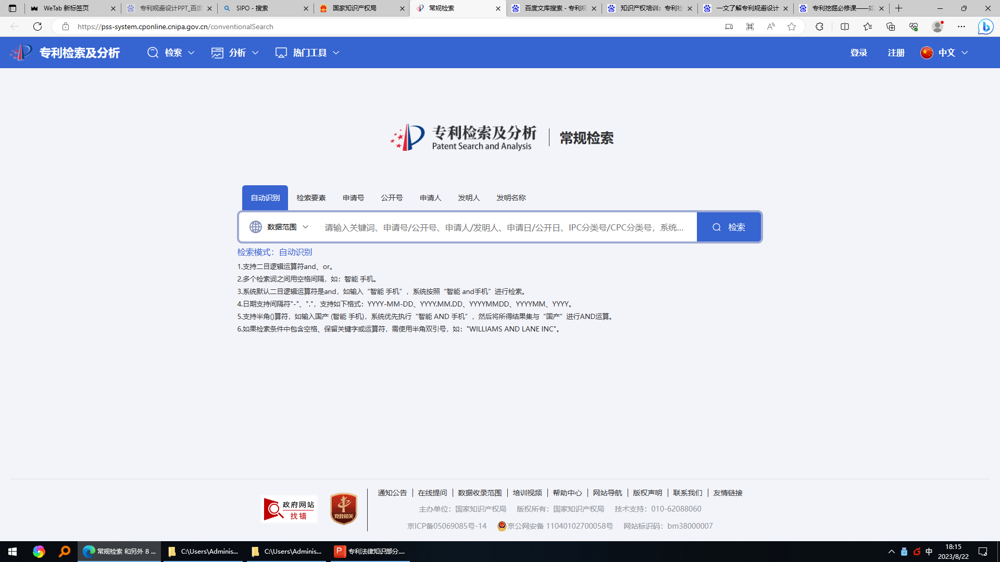 WeTab 新标签页
专利规避设计PPT_百度
SIPO - 搜索
国家知识产权局
常规检索
百度文库搜索 - 专利规
知识产权培训：专利检
一文了解专利规避设计
专利挖掘必修课——如
https://pss-system.cponline.cnipa.gov.cn/conventionalSearch
专利检索及分析
检索
分析
热门工具
登录
注册
中文
专利检索及分析
Patent Search and Analysis
常规检索
自动识别
检索要素
申请号
公开号
申请人
发明人
发明名称
数据范围
请输入关键词、申请号/公开号、申请人/发明人、申请日/公开日、IPC分类号/CPC分类号，系统...
检索
检索模式：自动识别
1.支持二目逻辑运算符and、or。
2.多个检索词之间用空格间隔，如：智能 手机。
3.系统默认二目逻辑运算符是and，如输入“智能 手机”，系统按照“智能 and手机”进行检索。
4.日期支持间隔符"-"、"."，支持如下格式：YYYY-MM-DD、YYYY.MM.DD、YYYYMMDD、YYYYMM、YYYY。
5.支持半角()算符，如输入国产 (智能 手机)，系统优先执行“智能 AND 手机”，然后将所得结果集与“国产”进行AND运算。
6.如果检索条件中包含空格、保留关键字或运算符，需使用半角双引号，如："WILLIAMS AND LANE INC"。
政府网站
找错
党政机关
通知公告
在线提问
数据收录范围
培训视频
帮助中心
网站导航
版权声明
联系我们
友情链接
主办单位：国家知识产权局 版权所有：国家知识产权局 技术支持：010-62088060
京ICP备05069085号-14 京公网安备 11040102700058号 网站标识码：bm38000007
常规检索 和另外 8 ...
C:\Users\Adminis...
C:\Users\Adminis...
专利法律知识部分....
中
18:15
2023/8/22